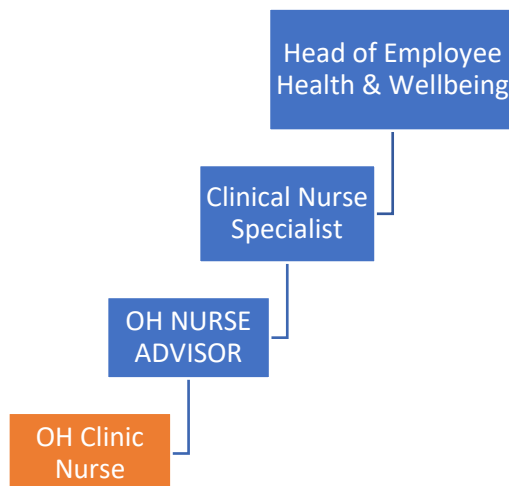 Head of Employee
Health & Wellbeing
Clinical Nurse
Specialist
OH NURSE
ADVISOR
OH Clinic
Nurse